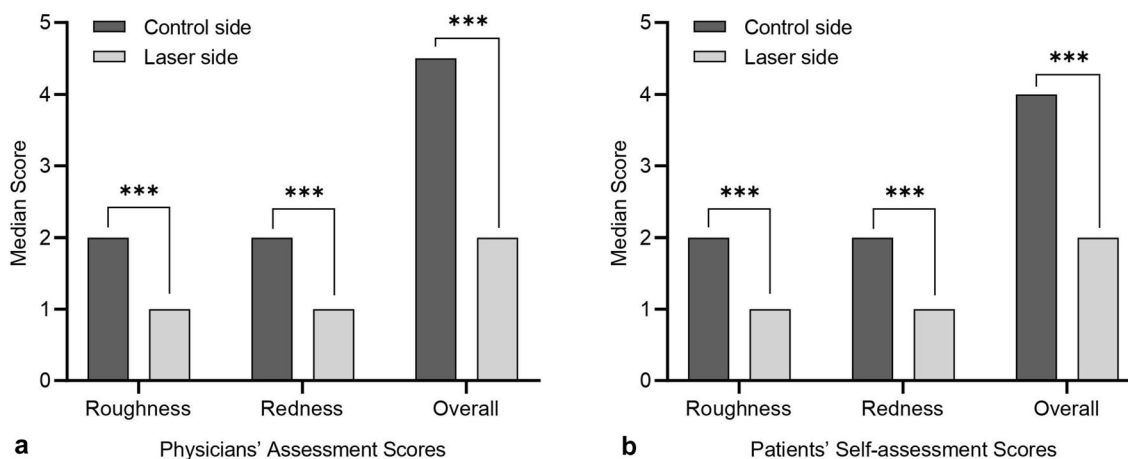 Control side
Laser side
***
***
***
Median Score
5
4
3
2
1
0
Roughness
Redness
Overall
a
Physicians’ Assessment Scores
Control side
Laser side
***
***
***
Median Score
5
4
3
2
1
0
Roughness
Redness
Overall
b
Patients’ Self-assessment Scores